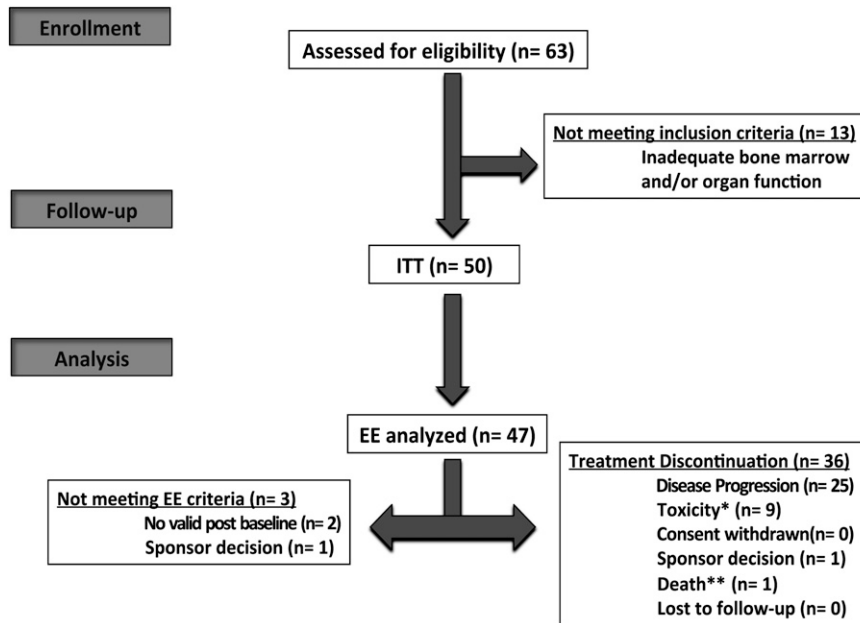 Enrollment
Assessed for eligibility (n= 63)
Not meeting inclusion criteria (n= 13)
Inadequate bone marrow
and/or organ function
Follow-up
ITT (n= 50)
Analysis
EE analyzed (n= 47)
Not meeting EE criteria (n= 3)
No valid post baseline (n= 2)
Sponsor decision (n= 1)
Treatment Discontinuation (n= 36)
Disease Progression (n= 25)
Toxicity* (n= 9)
Consent withdrawn(n= 0)
Sponsor decision (n= 1)
Death** (n= 1)
Lost to follow-up (n= 0)